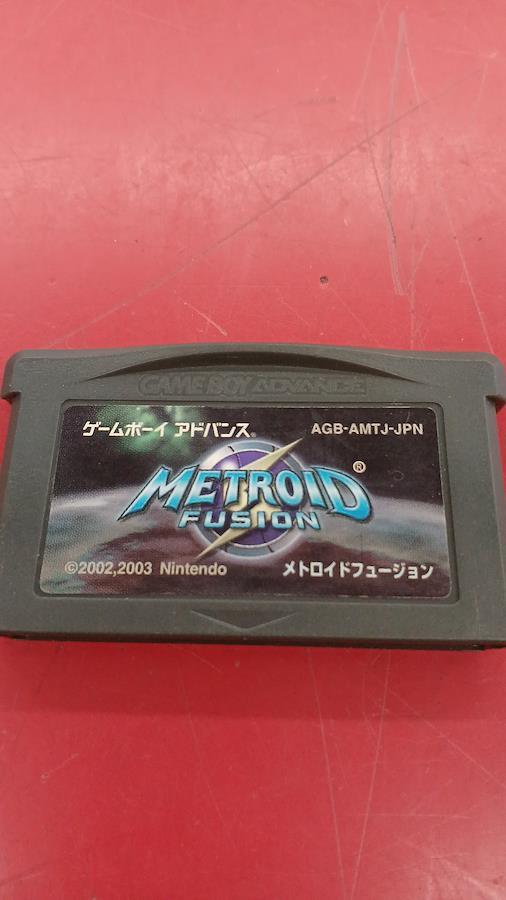 GAME BOY ADVANCE
ゲームボーイ アドバンス® AGB-AMTJ-JPN
METROID®
FUSION
©2002,2003 Nintendo メトロイドフュージョン